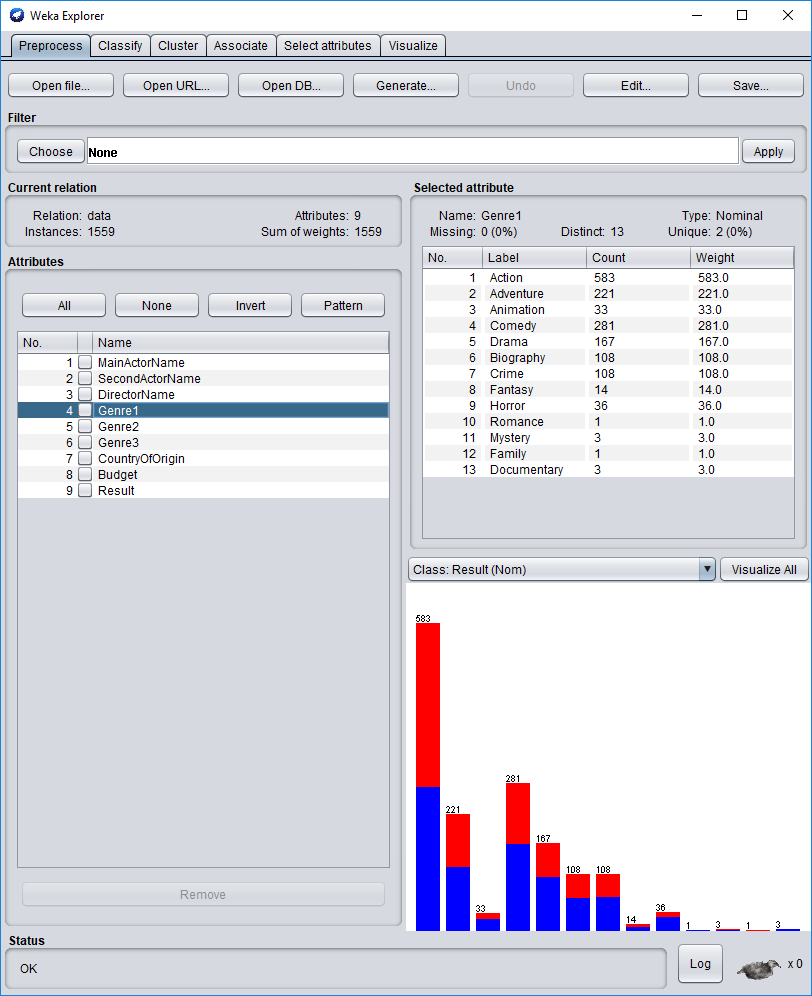 Weka Explorer
Preprocess Classify Cluster Associate Select attributes Visualize
Open file... Open URL... Open DB... Generate... Undo Edit... Save...
Filter
Choose None Apply
Current relation
Relation: data Attributes: 9
Instances: 1559 Sum of weights: 1559
Attributes
All None Invert Pattern
No. Name
1 MainActorName
2 SecondActorName
3 DirectorName
4 Genre1
5 Genre2
6 Genre3
7 CountryOfOrigin
8 Budget
9 Result
Remove
Selected attribute
Name: Genre1 Type: Nominal
Missing: 0 (0%) Distinct: 13 Unique: 2 (0%)
No. Label Count Weight
1 Action 583 583.0
2 Adventure 221 221.0
3 Animation 33 33.0
4 Comedy 281 281.0
5 Drama 167 167.0
6 Biography 108 108.0
7 Crime 108 108.0
8 Fantasy 14 14.0
9 Horror 36 36.0
10 Romance 1 1.0
11 Mystery 3 3.0
12 Family 1 1.0
13 Documentary 3 3.0
Class: Result (Nom) Visualize All
583
221
33
281
167
108
108
14
36
1
3
1
3
Status
OK Log x 0